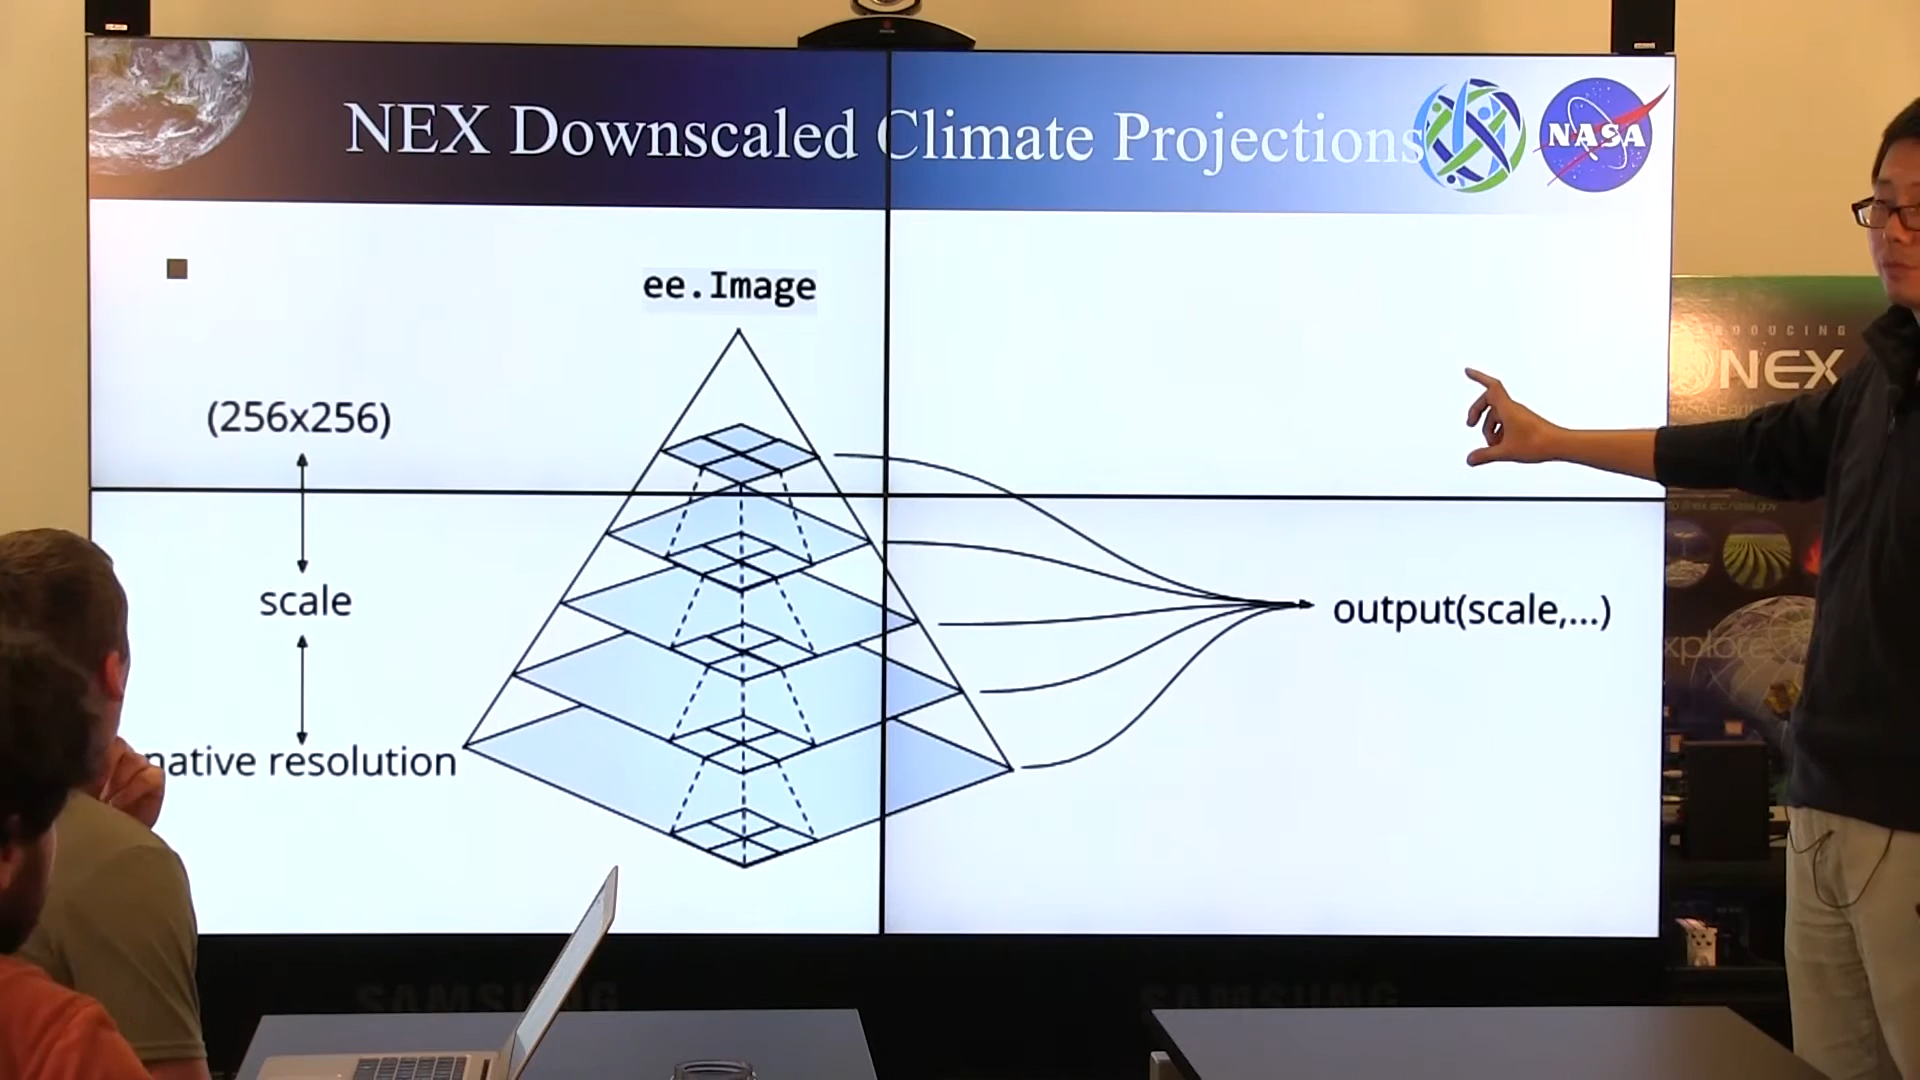 NEX Downscaled Climate Projections
NASA
ee.Image
(256x256)
scale
native resolution
output(scale,...)
NEX
SAMSUNG
SAMSUNG